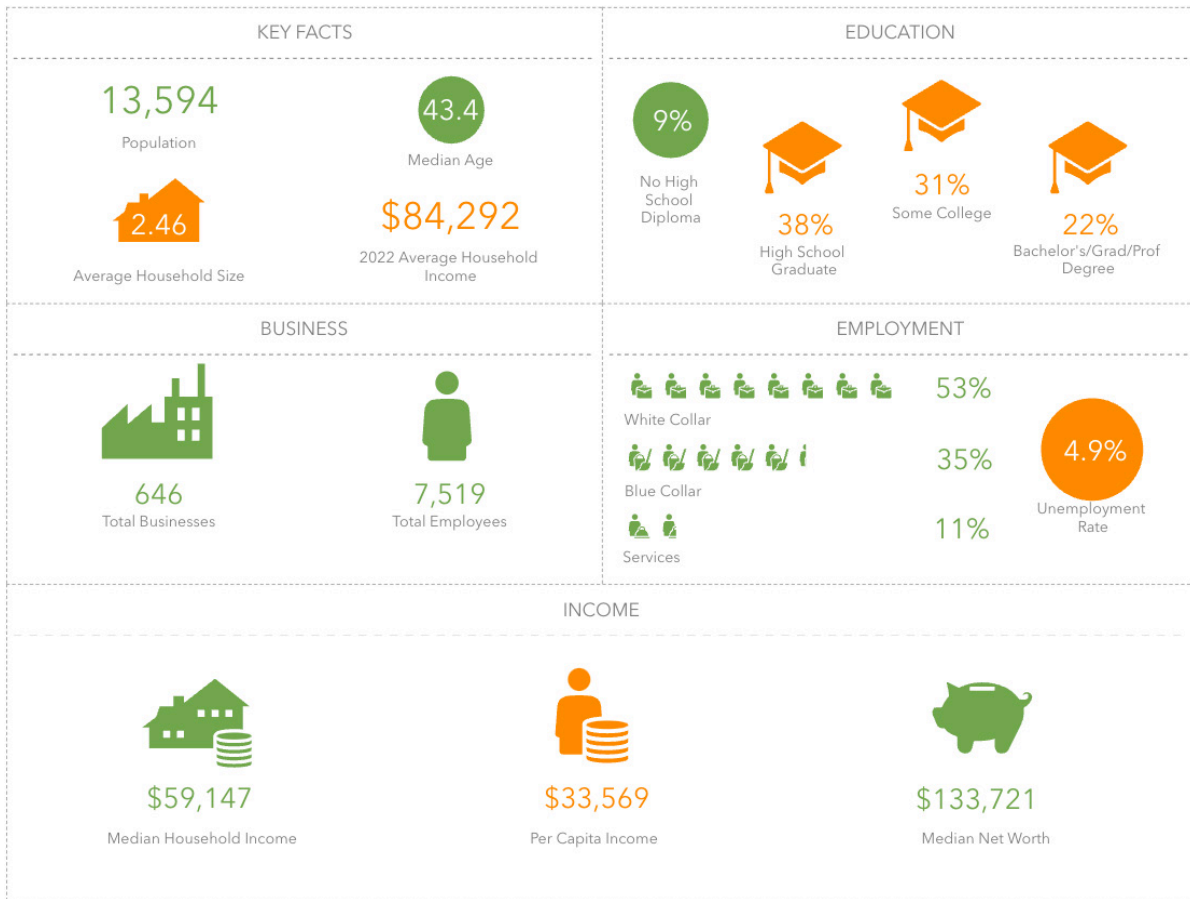 KEY FACTS
13,594
Population
43.4
Median Age
2.46
Average Household Size
$84,292
2022 Average Household
Income
EDUCATION
9%
No High
School
Diploma
38%
High School
Graduate
31%
Some College
22%
Bachelor's/Grad/Prof
Degree
BUSINESS
646
Total Businesses
7,519
Total Employees
EMPLOYMENT
53%
White Collar
35%
Blue Collar
11%
Services
4.9%
Unemployment
Rate
INCOME
$59,147
Median Household Income
$33,569
Per Capita Income
$133,721
Median Net Worth